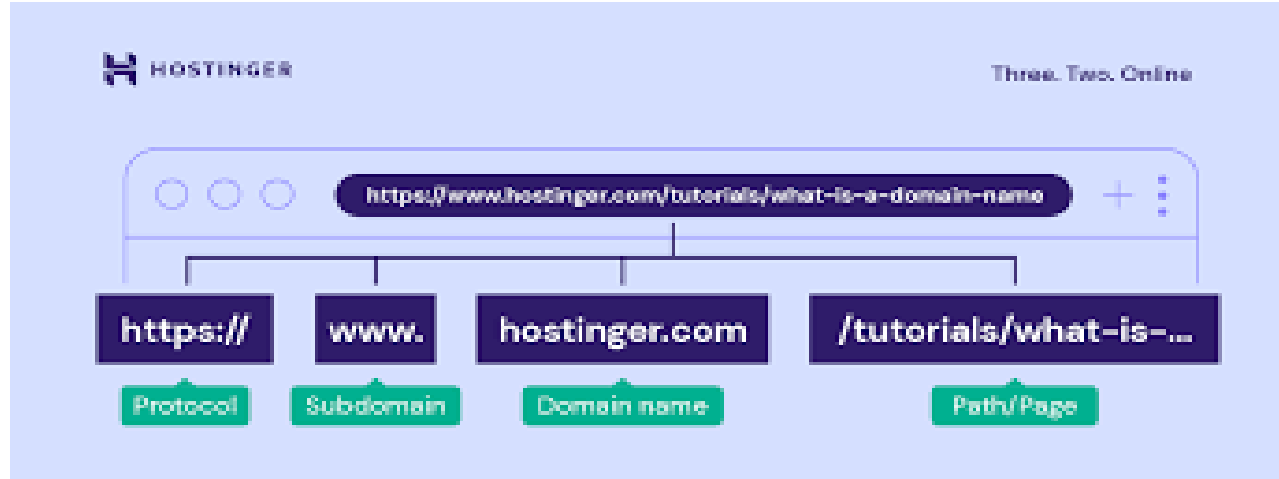 HOSTINGER
Three. Two. Online
https://www.hostinger.com/tutorials/what-is-a-domain-name
https://
www.
hostinger.com
/tutorials/what-is-...
Protocol
Subdomain
Domain name
Path/Page